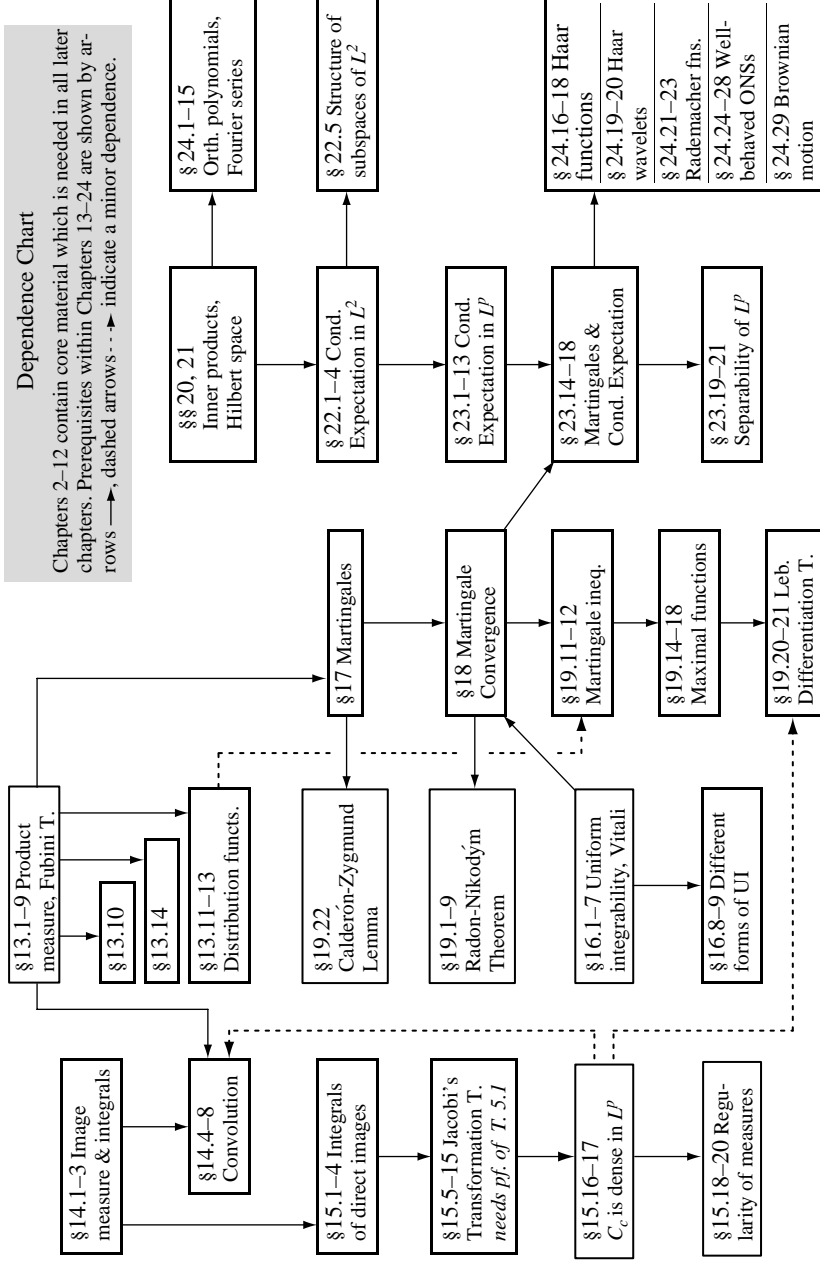 Dependence Chart
Chapters 2–12 contain core material which is needed in all later
chapters. Prerequisites within Chapters 13–24 are shown by ar-
rows ⟶, dashed arrows - - ➤ indicate a minor dependence.
§14.1–3 Image
measure & integrals
§14.4–8
Convolution
§15.1–4 Integrals
of direct images
§15.5–15 Jacobi's
Transformation T.
needs pf. of T. 5.1
§15.16–17
C_c is dense in L^p
§15.18–20 Regu-
larity of measures
§13.1–9 Product
measure, Fubini T.
§13.10
§13.14
§13.11–13
Distribution functs.
§19.22
Calderón-Zygmund
Lemma
§19.1–9
Radon-Nikodým
Theorem
§16.1–7 Uniform
integrability, Vitali
§16.8–9 Different
forms of UI
§17 Martingales
§18 Martingale
Convergence
§19.11–12
Martingale ineq.
§19.14–18
Maximal functions
§19.20–21 Leb.
Differentiation T.
§§20, 21
Inner products,
Hilbert space
§22.1–4 Cond.
Expectation in L²
§23.1–13 Cond.
Expectation in L^p
§23.14–18
Martingales &
Cond. Expectation
§23.19–21
Separability of L^p
§24.1–15
Orth. polynomials,
Fourier series
§22.5 Structure of
subspaces of L²
§24.16–18 Haar
functions
§24.19–20 Haar
wavelets
§24.21–23
Rademacher fns.
§24.24–28 Well-
behaved ONSs
§24.29 Brownian
motion